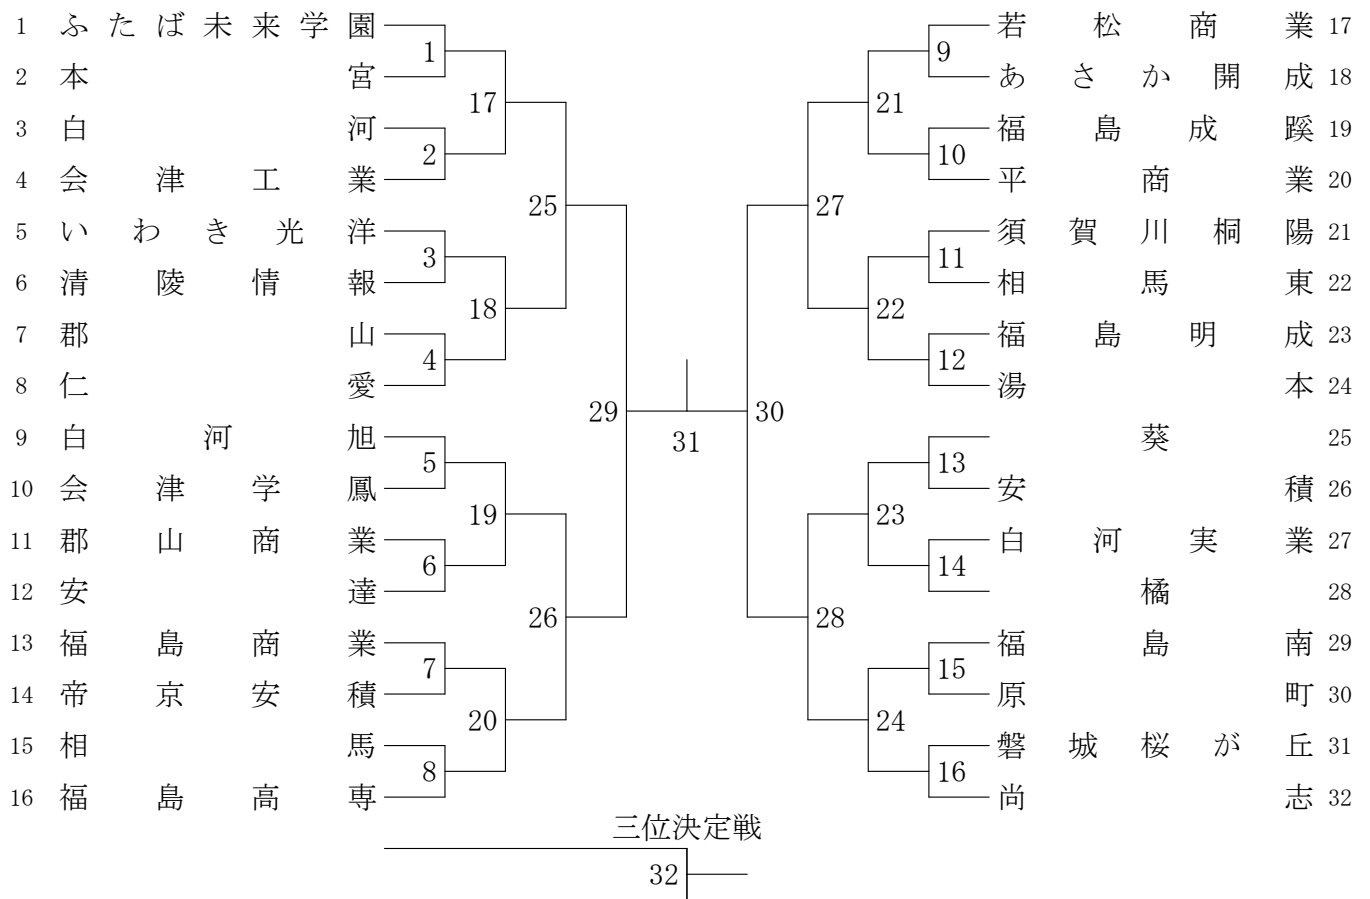 1 ふたば未来学園
1
2 本宮
17
3 白河
2
4 会津工業
25
5 いわき光洋
3
6 清陵情報
18
7 郡山
4
8 仁愛
29
9 白河旭
5
10 会津学鳳
19
11 郡山商業
6
12 安達
26
13 福島商業
7
14 帝京安積
20
15 相馬
8
16 福島高専
31
若松商業 17
9
あさか開成 18
21
福島成蹊 19
10
平商業 20
27
須賀川桐陽 21
11
相馬東 22
22
福島明成 23
12
湯本 24
30
葵 25
13
安積 26
23
白河実業 27
14
橘 28
28
福島南 29
15
原町 30
24
磐城桜が丘 31
16
尚志 32
三位決定戦
32